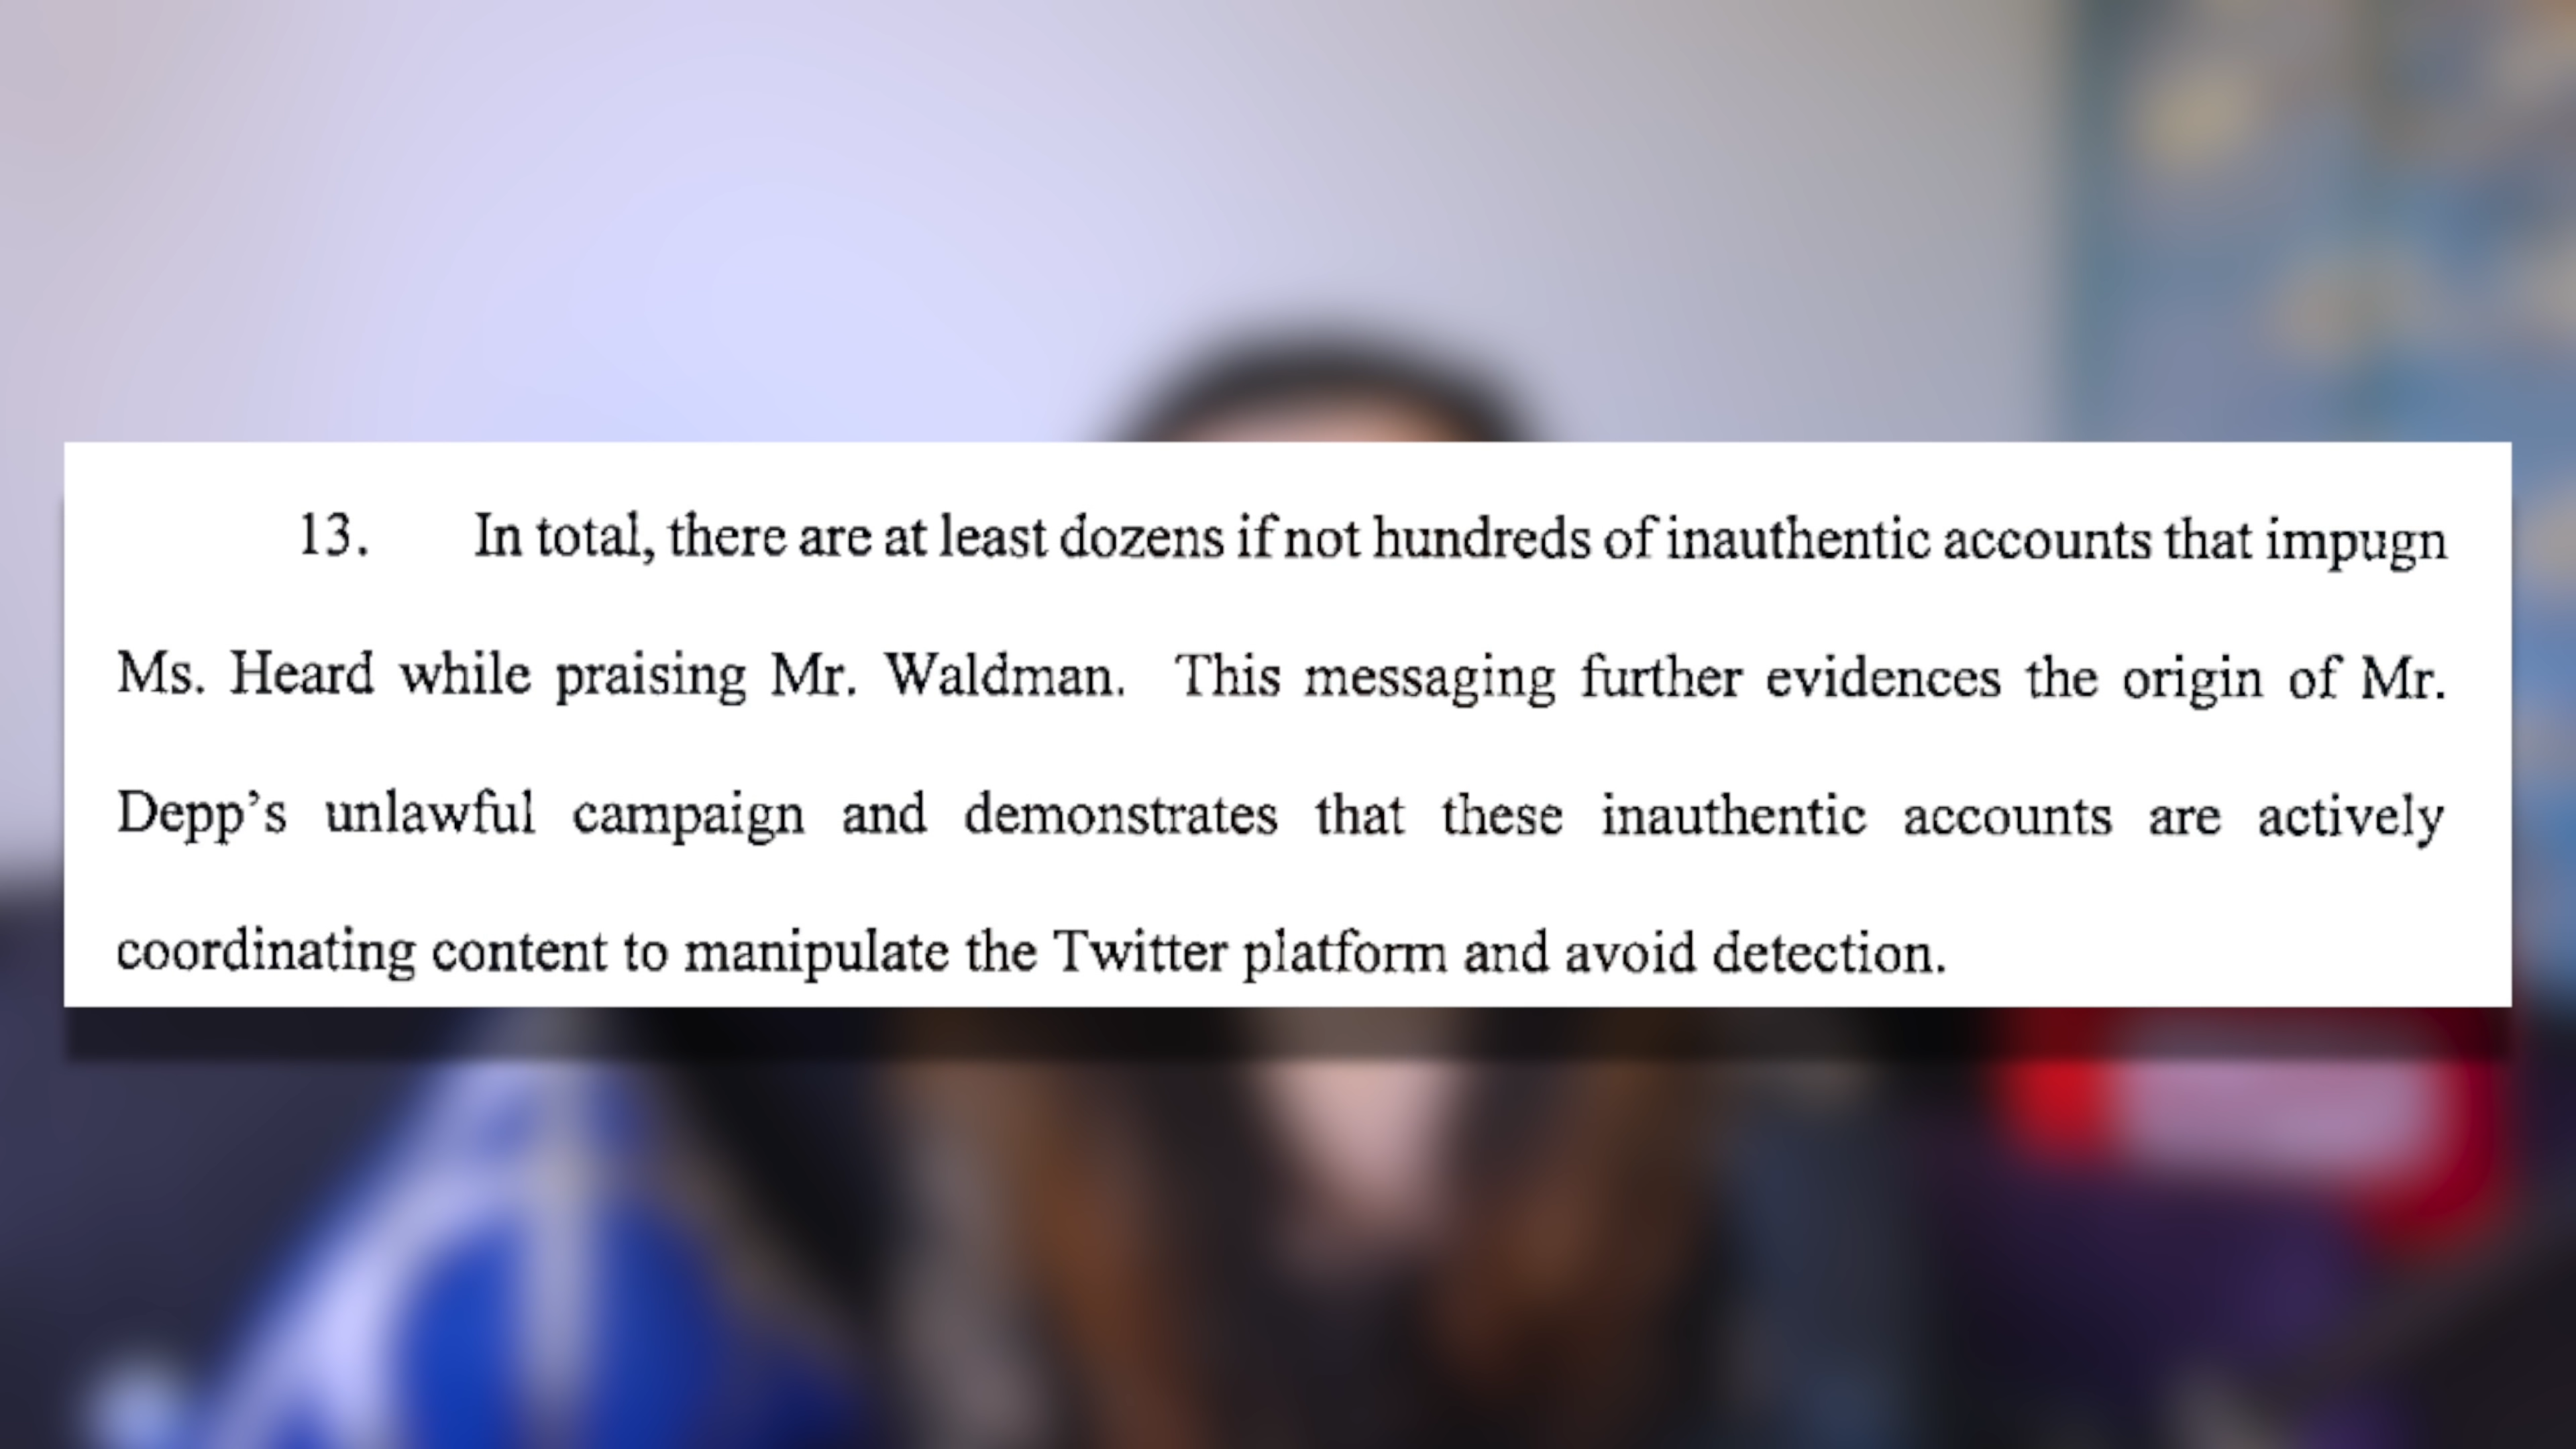 13. In total, there are at least dozens if not hundreds of inauthentic accounts that impugn
Ms. Heard while praising Mr. Waldman. This messaging further evidences the origin of Mr.
Depp’s unlawful campaign and demonstrates that these inauthentic accounts are actively
coordinating content to manipulate the Twitter platform and avoid detection.